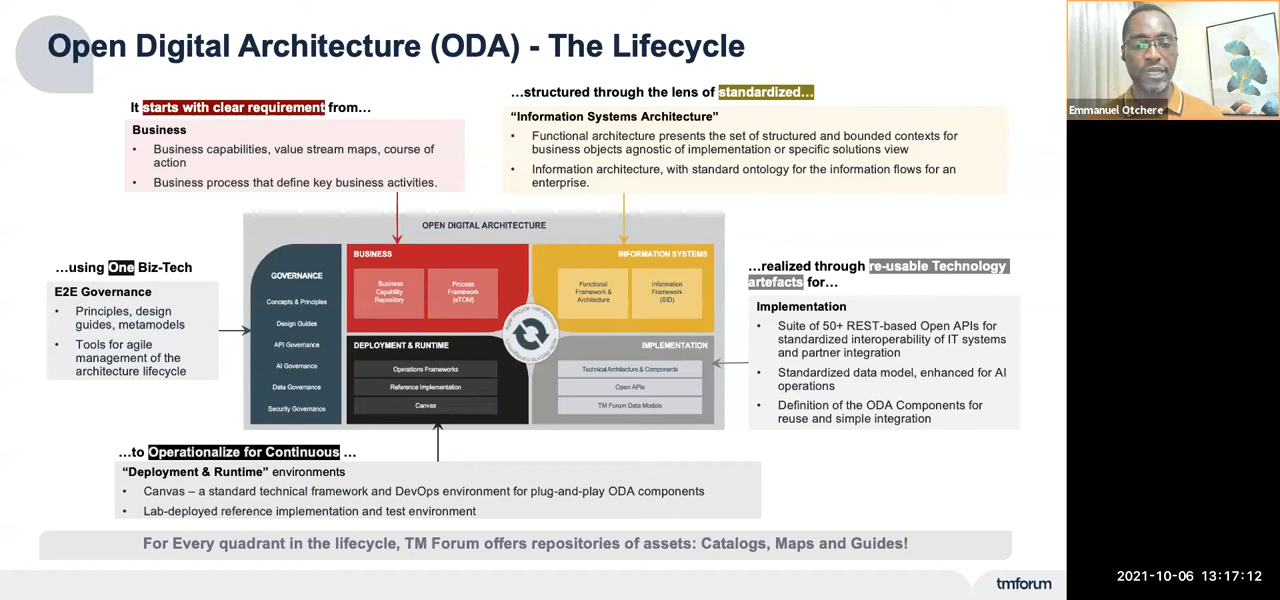 Open Digital Architecture (ODA) - The Lifecycle
It starts with clear requirement from…
Business
• Business capabilities, value stream maps, course of
action
• Business process that define key business activities.
…structured through the lens of standardized…
“Information Systems Architecture”
• Functional architecture presents the set of structured and bounded contexts for
business objects agnostic of implementation or specific solutions view
• Information architecture, with standard ontology for the information flows for an
enterprise.
…using One Biz-Tech
E2E Governance
• Principles, design
guides, metamodels
• Tools for agile
management of the
architecture lifecycle
OPEN DIGITAL ARCHITECTURE
GOVERNANCE
Concepts & Principles
Design Guides
API Governance
AI Governance
Data Governance
Security Governance
BUSINESS
Business
Capability
Repository
Process
Framework
(eTOM)
INFORMATION SYSTEMS
Functional
Framework &
Architecture
Information
Framework
(SID)
DEPLOYMENT & RUNTIME
Operations Frameworks
Reference Implementation
Canvas
IMPLEMENTATION
Technical Architecture & Components
Open APIs
TM Forum Data Models
…realized through re-usable Technology
artefacts for…
Implementation
• Suite of 50+ REST-based Open APIs for
standardized interoperability of IT systems
and partner integration
• Standardized data model, enhanced for AI
operations
• Definition of the ODA Components for
reuse and simple integration
…to Operationalize for Continuous …
“Deployment & Runtime” environments
• Canvas – a standard technical framework and DevOps environment for plug-and-play ODA components
• Lab-deployed reference implementation and test environment
For Every quadrant in the lifecycle, TM Forum offers repositories of assets: Catalogs, Maps and Guides!
tmforum
Emmanuel Otchere
2021-10-06 13:17:12